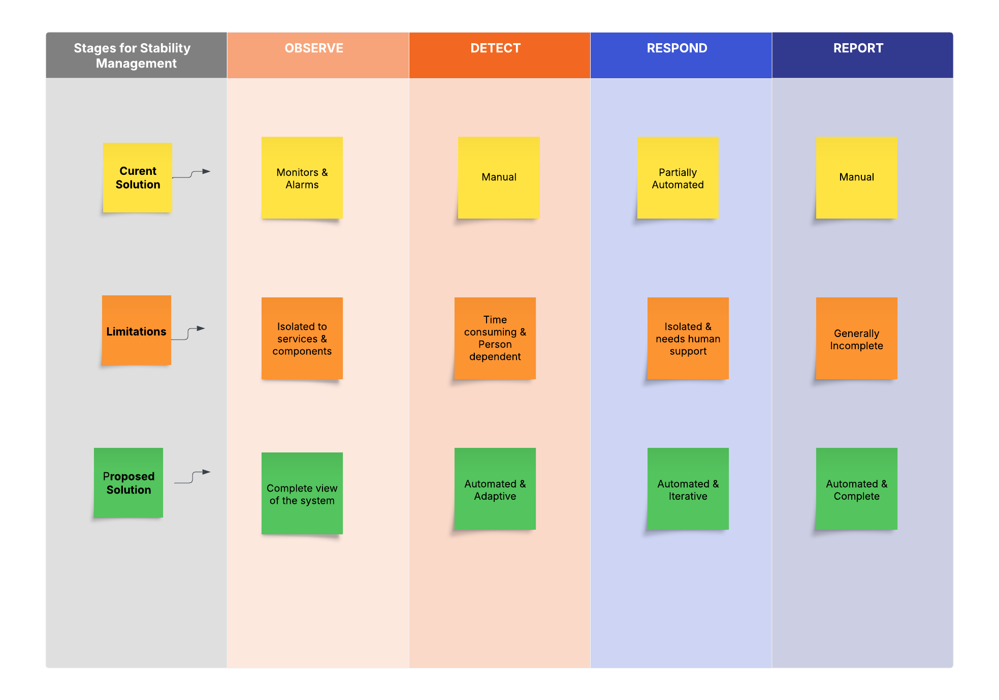 Stages for Stability
Management
OBSERVE
DETECT
RESPOND
REPORT
Curent
Solution
Monitors &
Alarms
Manual
Partially
Automated
Manual
Limitations
Isolated to
services &
components
Time
consuming &
Person
dependent
Isolated &
needs human
support
Generally
Incomplete
Proposed
Solution
Complete view
of the system
Automated &
Adaptive
Automated &
Iterative
Automated &
Complete